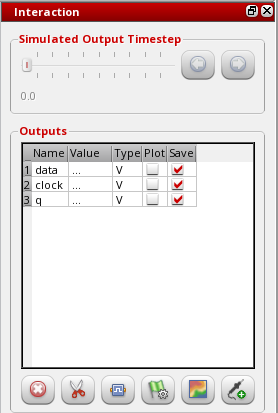 Interaction
Simulated Output Timestep
0.0
Outputs
Name Value Type Plot Save
1 data ... V
2 clock ... V
3 q ... V